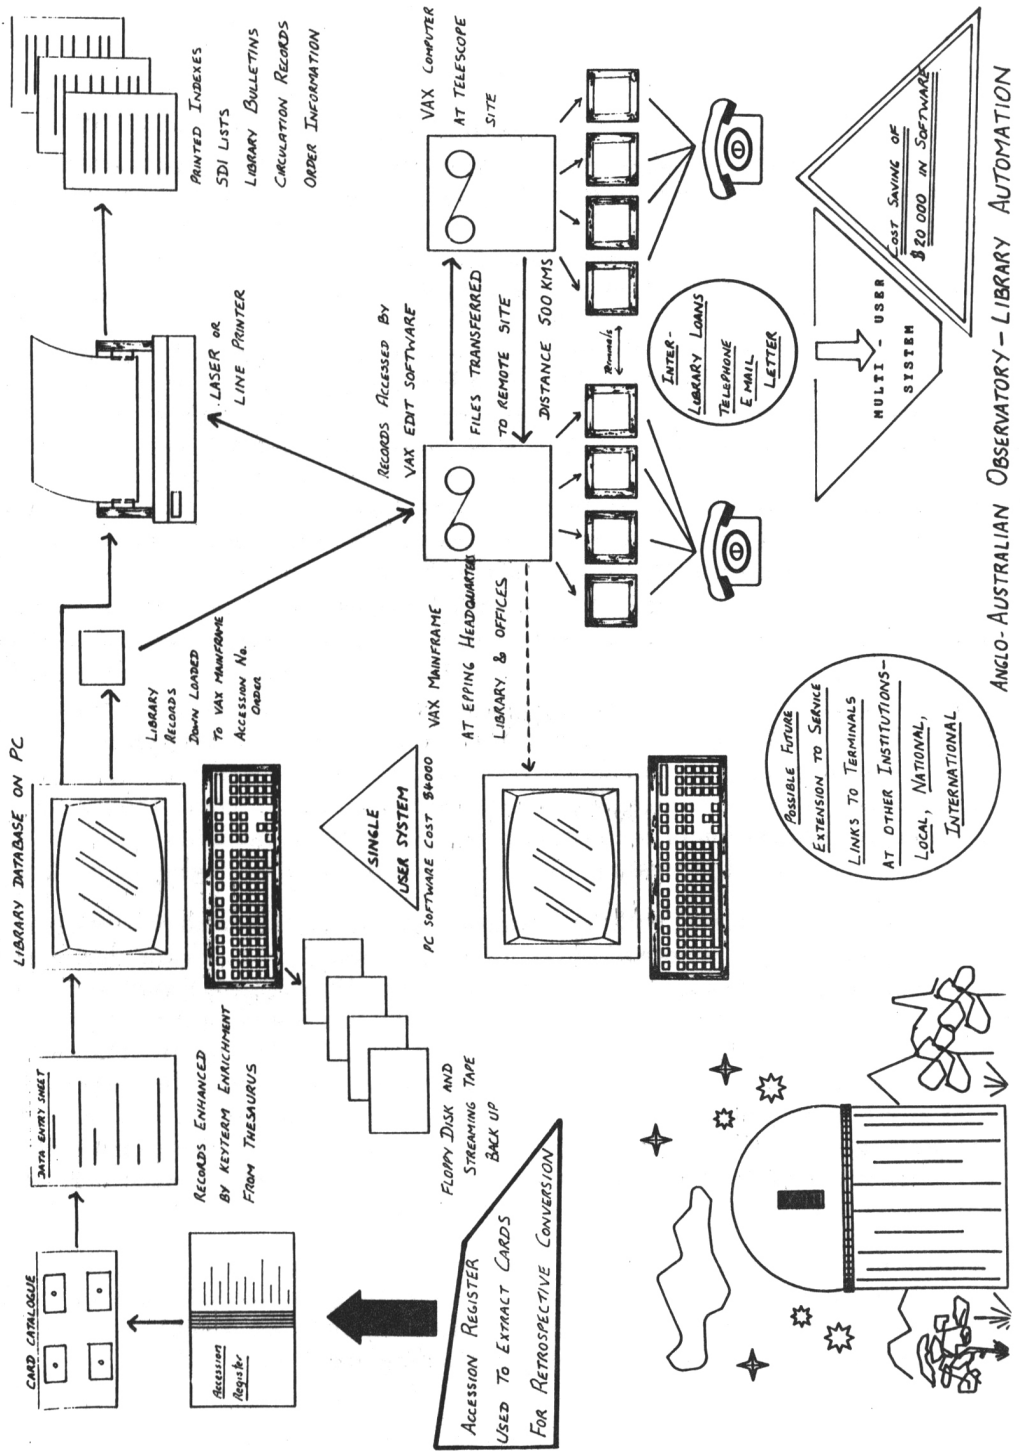 CARD CATALOGUE
DATA ENTRY SHEET
LIBRARY DATABASE ON PC
Accession
Register
RECORDS ENHANCED
BY KEYTERM ENRICHMENT
FROM THESAURUS
LIBRARY
RECORDS
DOWN LOADED
TO VAX MAINFRAME
ACCESSION No.
ORDER
LASER OR
LINE PRINTER
PRINTED INDEXES
SDI LISTS
LIBRARY BULLETINS
CIRCULATION RECORDS
ORDER INFORMATION
ACCESSION REGISTER
USED TO EXTRACT CARDS
FOR RETROSPECTIVE CONVERSION
FLOPPY DISK AND
STREAMING TAPE
BACK UP
SINGLE
USER SYSTEM
PC SOFTWARE COST $4000
VAX MAINFRAME
AT EPPING HEADQUARTERS
LIBRARY & OFFICES
RECORDS ACCESSED BY
VAX EDIT SOFTWARE
FILES TRANSFERRED
TO REMOTE SITE
DISTANCE 500 KMS
VAX COMPUTER
AT TELESCOPE
SITE
Terminals
INTER-
LIBRARY LOANS
TELEPHONE
E MAIL
LETTER
POSSIBLE FUTURE
EXTENSION TO SERVICE
LINKS TO TERMINALS
AT OTHER INSTITUTIONS-
LOCAL, NATIONAL,
INTERNATIONAL
MULTI - USER
SYSTEM
COST SAVING OF
$20 000 IN SOFTWARE
ANGLO-AUSTRALIAN OBSERVATORY - LIBRARY AUTOMATION